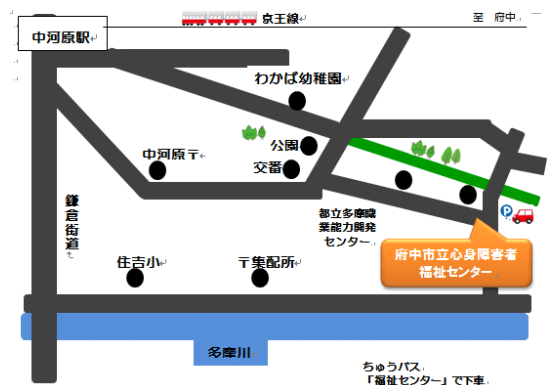 京王線
至 府中
中河原駅
わかば幼稚園
公園
中河原〒
交番
鎌倉街道
都立多摩職
業能力開発
センター
府中市立心身障害者
福祉センター
住吉小
〒集配所
多摩川
ちゅうバス
「福祉センター」で下車